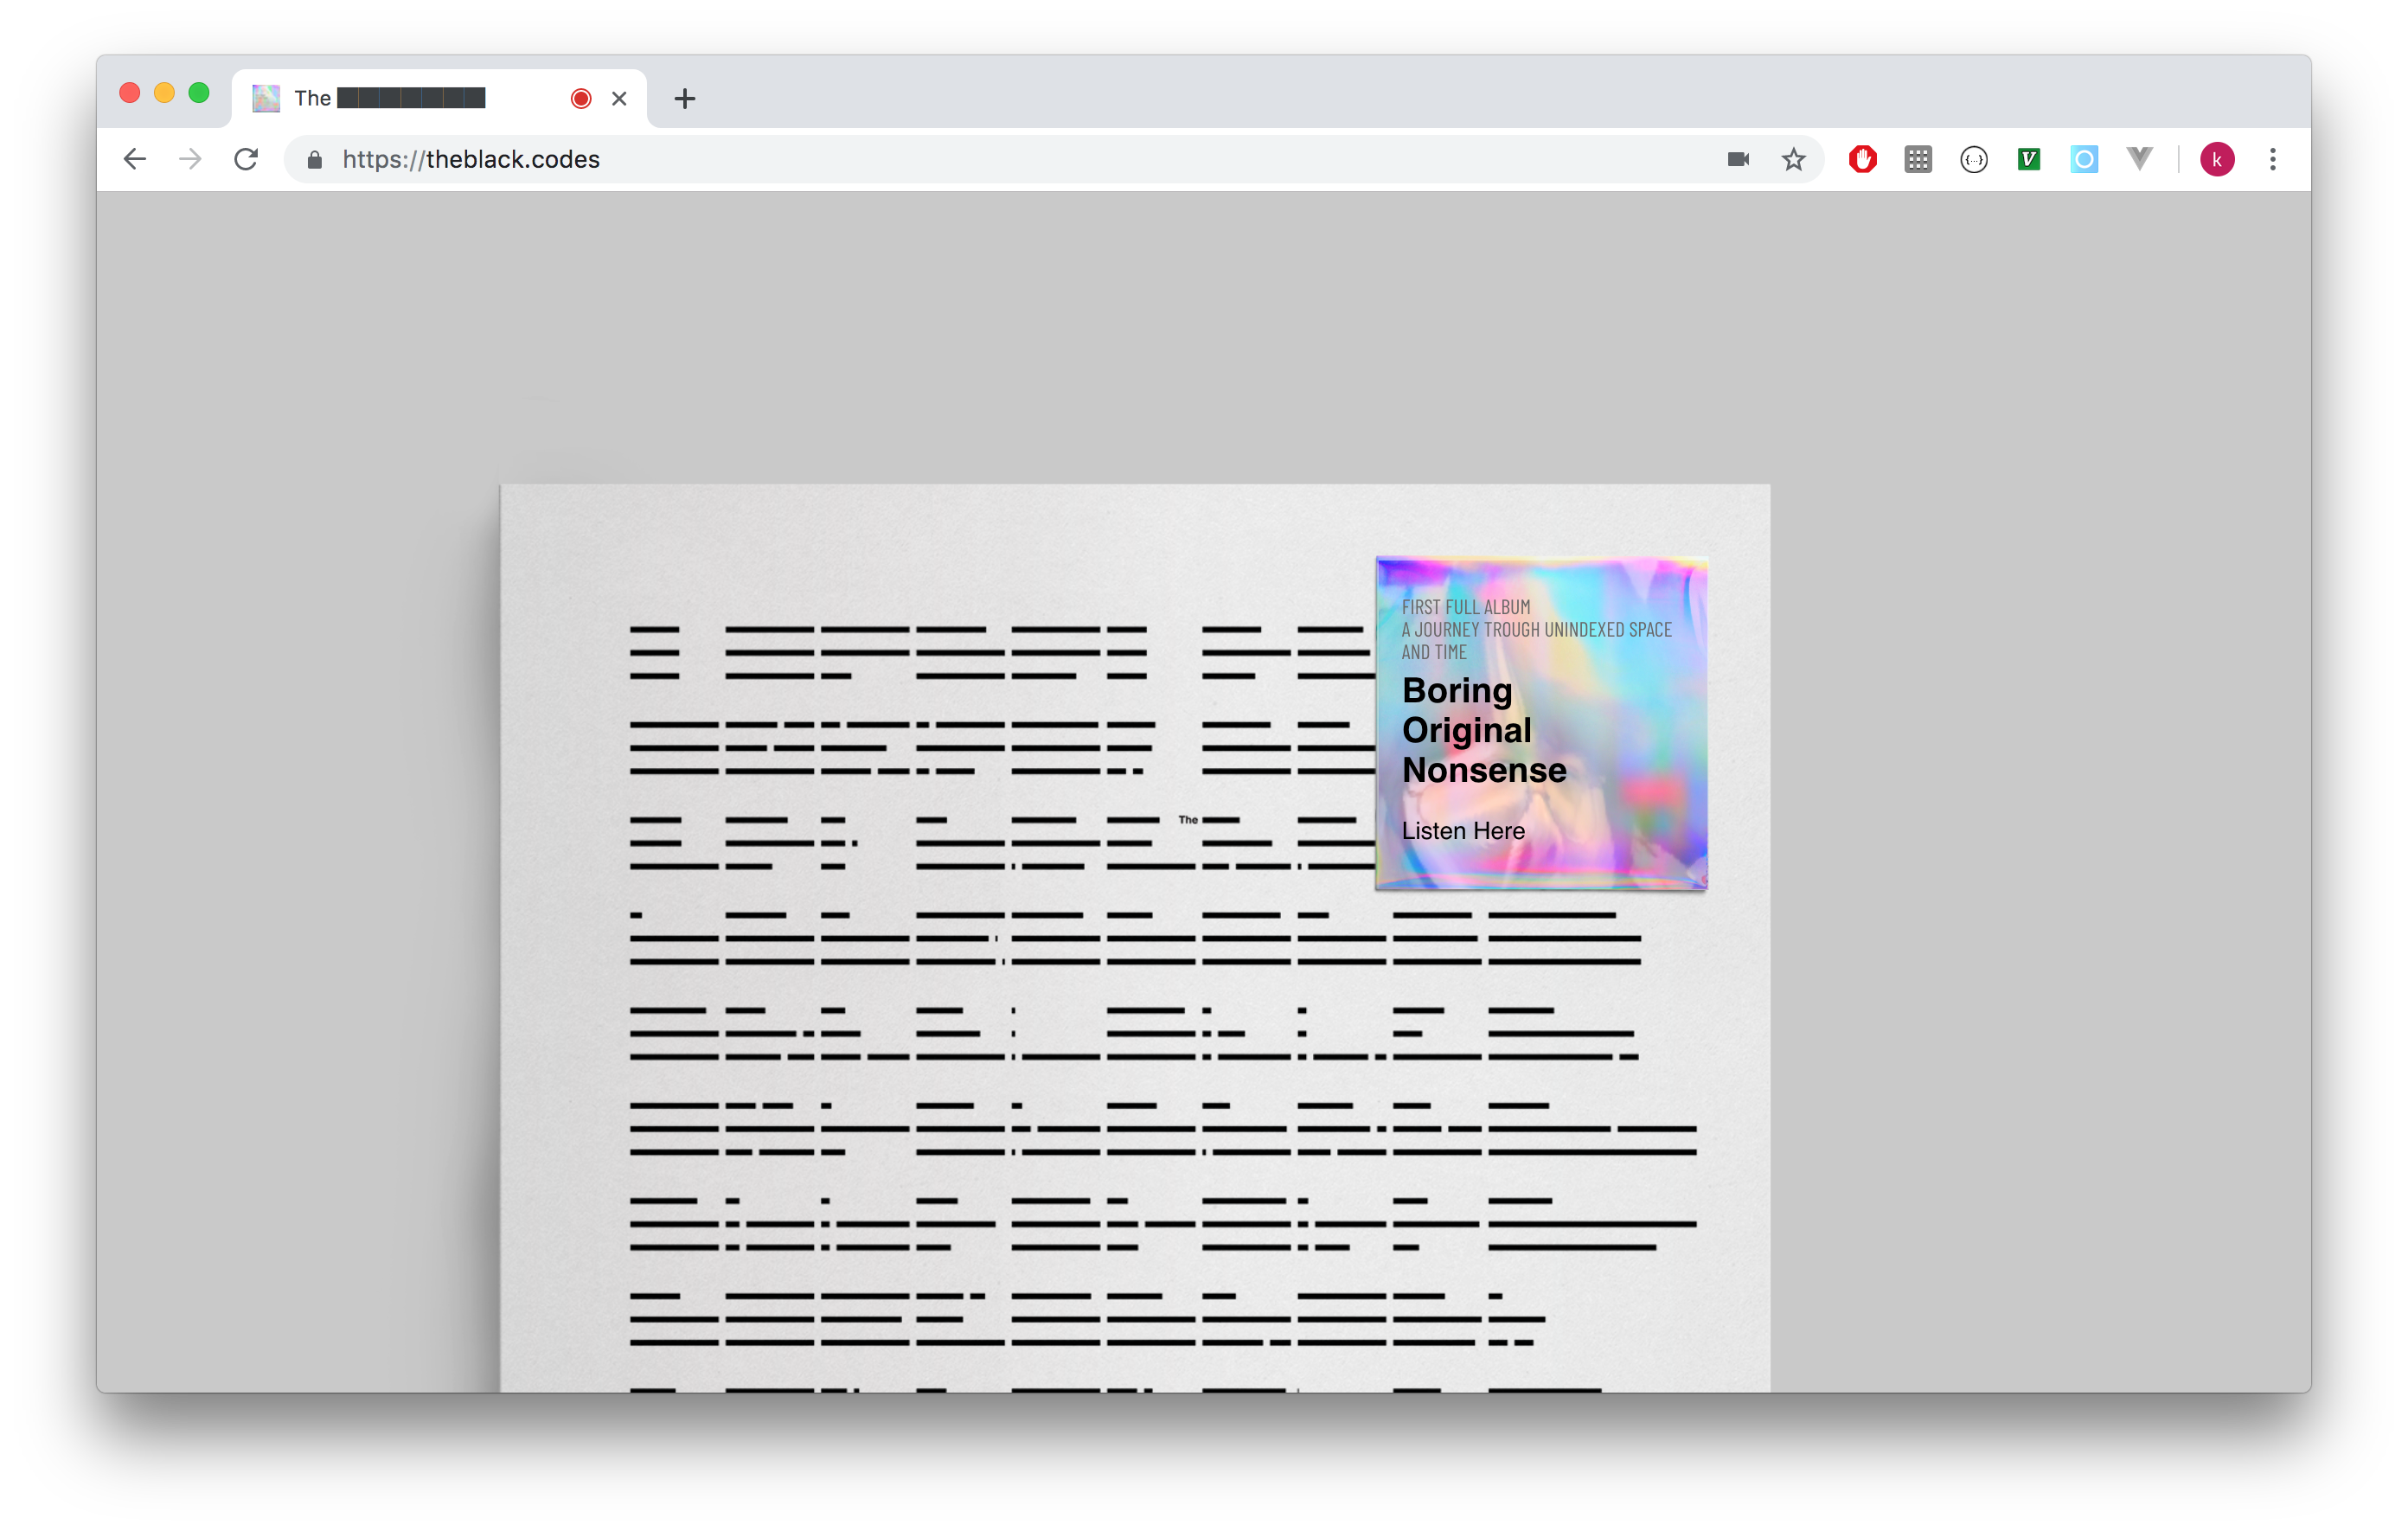 The ███████
https://theblack.codes
k
FIRST FULL ALBUM
A JOURNEY TROUGH UNINDEXED SPACE
AND TIME
Boring
Original
Nonsense
The
Listen Here